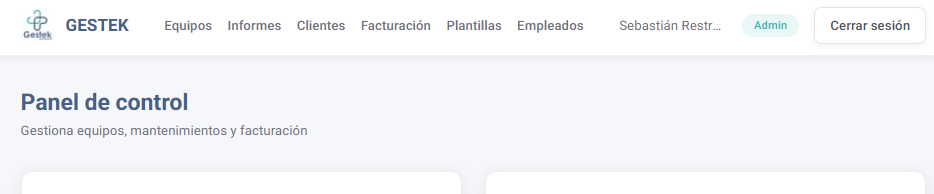 Gestek
GESTEK
Equipos Informes Clientes Facturación Plantillas Empleados
Sebastián Restr...
Admin
Cerrar sesión
Panel de control
Gestiona equipos, mantenimientos y facturación